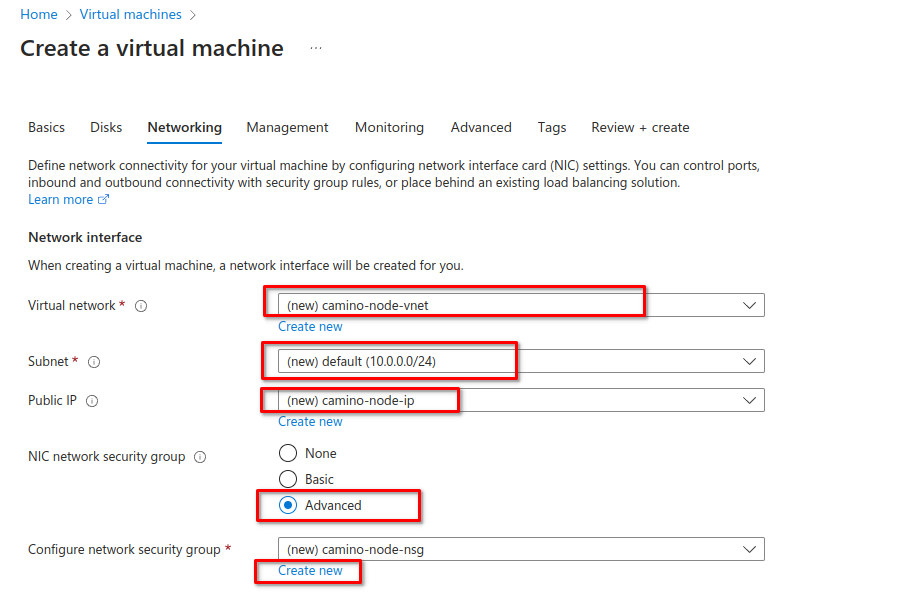 Home > Virtual machines >
Create a virtual machine ...
Basics Disks Networking Management Monitoring Advanced Tags Review + create
Define network connectivity for your virtual machine by configuring network interface card (NIC) settings. You can control ports,
inbound and outbound connectivity with security group rules, or place behind an existing load balancing solution.
Learn more
Network interface
When creating a virtual machine, a network interface will be created for you.
Virtual network * (new) camino-node-vnet
Create new
Subnet * (new) default (10.0.0.0/24)
Public IP (new) camino-node-ip
Create new
NIC network security group
None
Basic
Advanced
Configure network security group * (new) camino-node-nsg
Create new